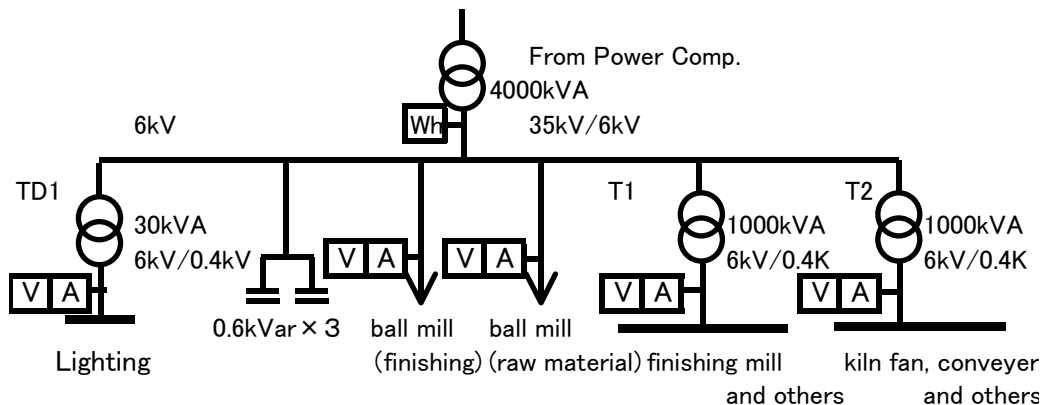 From Power Comp.
4000kVA
6kV
Wh
35kV/6kV
TD1
T1
T2
30kVA
1000kVA
1000kVA
6kV/0.4kV
V A
V A
6kV/0.4K
6kV/0.4K
V A
V A
V A
0.6kVar×3
ball mill
ball mill
Lighting
(finishing)
(raw material)
finishing mill
kiln fan, conveyer
and others
and others